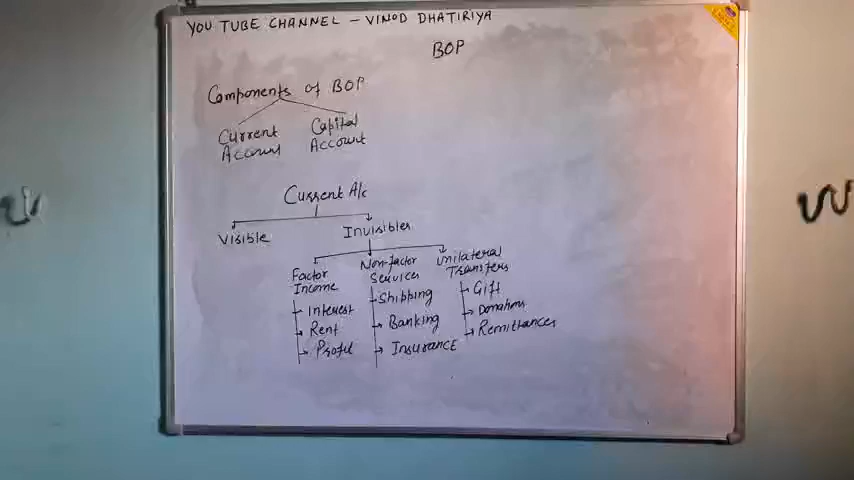 YOU TUBE CHANNEL - VINOD DHATIRIYA
BOP
Components of BOP
Current Account
Capital Account
Current A/c
Visible
Invisibles
Factor Income
Interest
Rent
Profit
Non-factor Services
Shipping
Banking
Insurance
Unilateral Transfers
Gift
Donations
Remittances